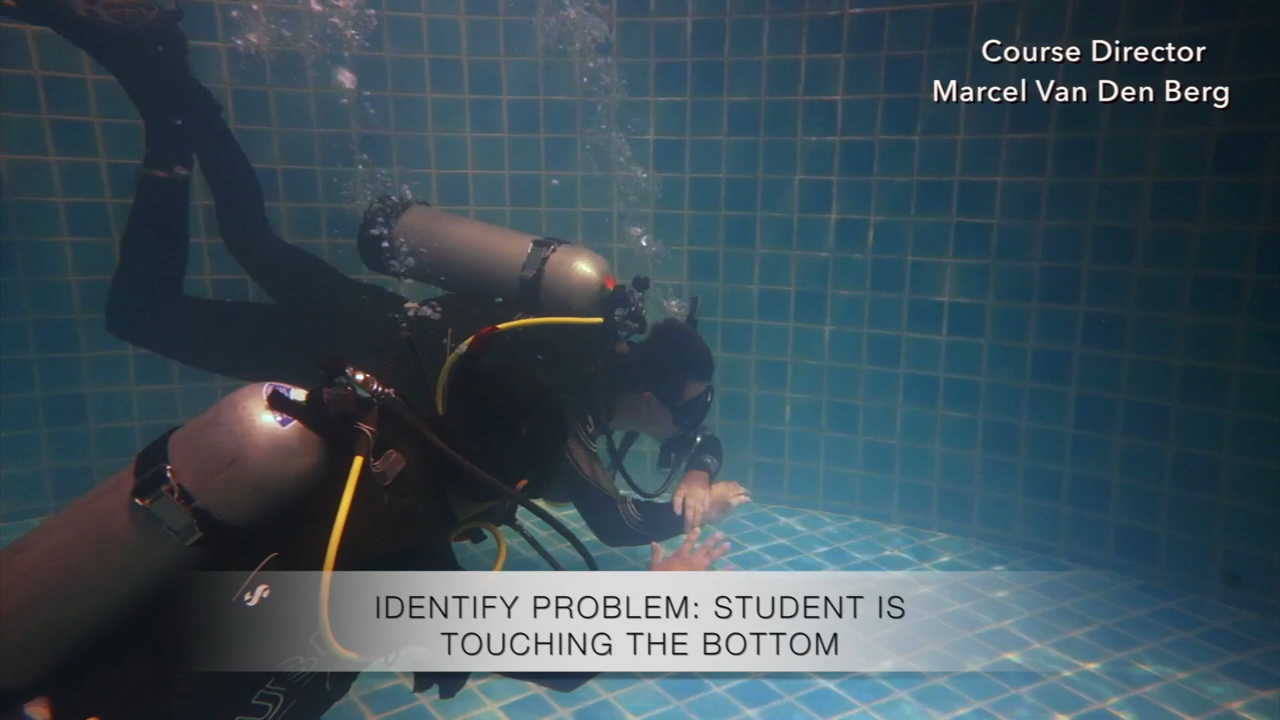 Course Director
Marcel Van Den Berg
IDENTIFY PROBLEM: STUDENT IS
TOUCHING THE BOTTOM